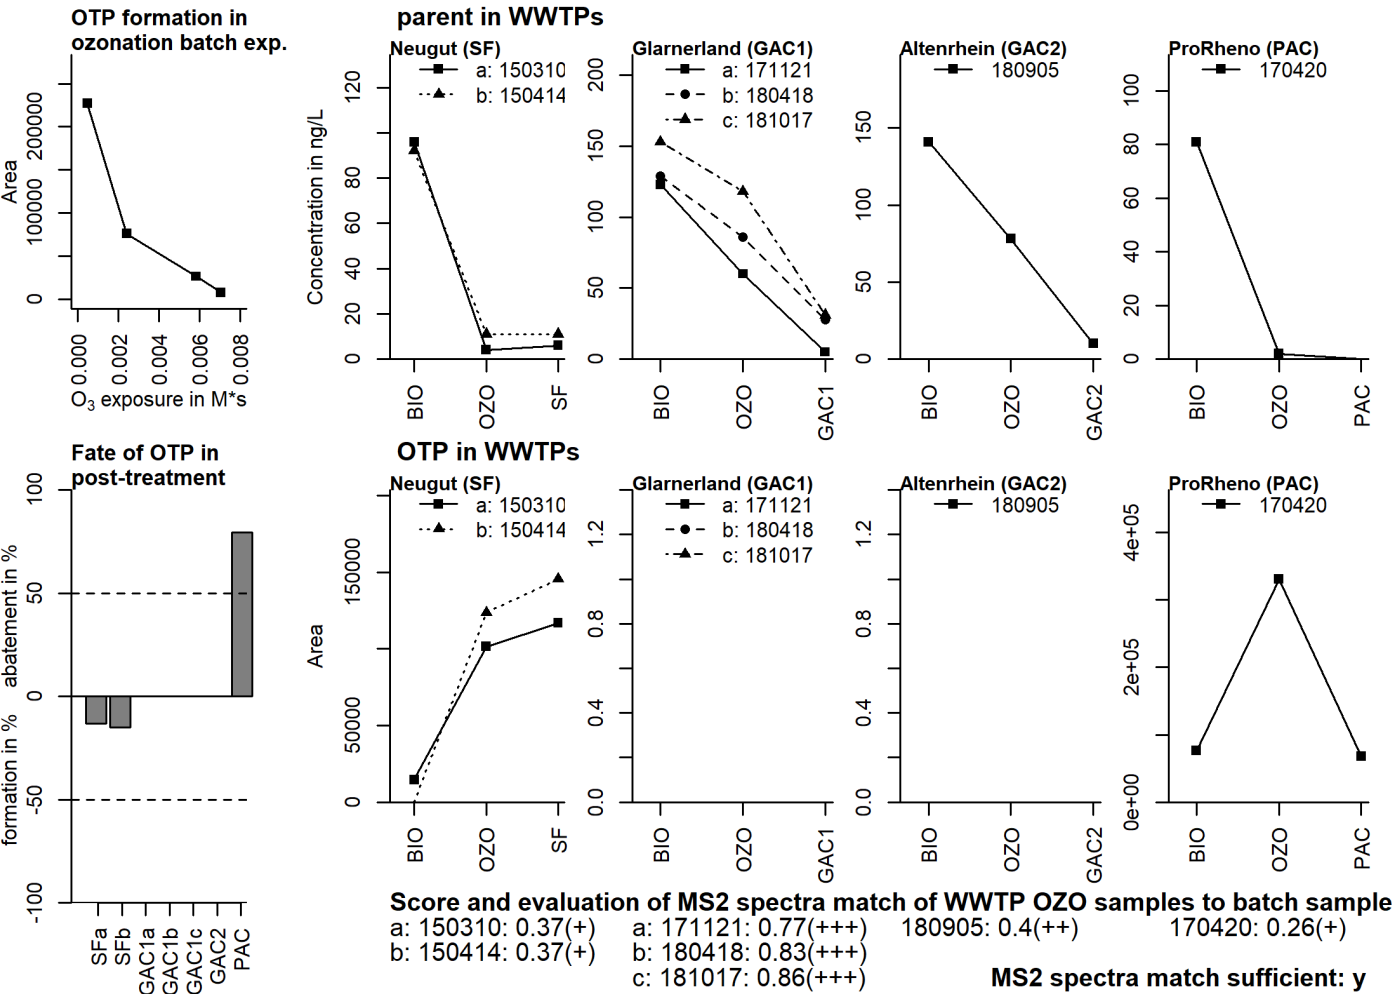 OTP formation in
ozonation batch exp.
Area
0
100000
200000
0.000
0.002
0.004
0.006
0.008
O3 exposure in M*s
parent in WWTPs
Concentration in ng/L
Neugut (SF)
a: 150310
b: 150414
0
20
40
60
80
120
BIO
OZO
SF
Glarnerland (GAC1)
a: 171121
b: 180418
c: 181017
0
50
100
150
200
BIO
OZO
GAC1
Altenrhein (GAC2)
180905
0
50
100
150
BIO
OZO
GAC2
ProRheno (PAC)
170420
0
20
40
60
80
100
BIO
OZO
PAC
Fate of OTP in
post-treatment
formation in % abatement in %
-100
-50
0
50
100
SFa
SFb
GAC1a
GAC1b
GAC1c
GAC2
PAC
OTP in WWTPs
Area
Neugut (SF)
a: 150310
b: 150414
0
50000
150000
BIO
OZO
SF
Glarnerland (GAC1)
a: 171121
b: 180418
c: 181017
0.0
0.4
0.8
1.2
BIO
OZO
GAC1
Altenrhein (GAC2)
180905
0.0
0.4
0.8
1.2
BIO
OZO
GAC2
ProRheno (PAC)
170420
0e+00
2e+05
4e+05
BIO
OZO
PAC
Score and evaluation of MS2 spectra match of WWTP OZO samples to batch sample
a: 150310: 0.37(+)
b: 150414: 0.37(+)
a: 171121: 0.77(+++)
b: 180418: 0.83(+++)
c: 181017: 0.86(+++)
180905: 0.4(++)
170420: 0.26(+)
MS2 spectra match sufficient: y